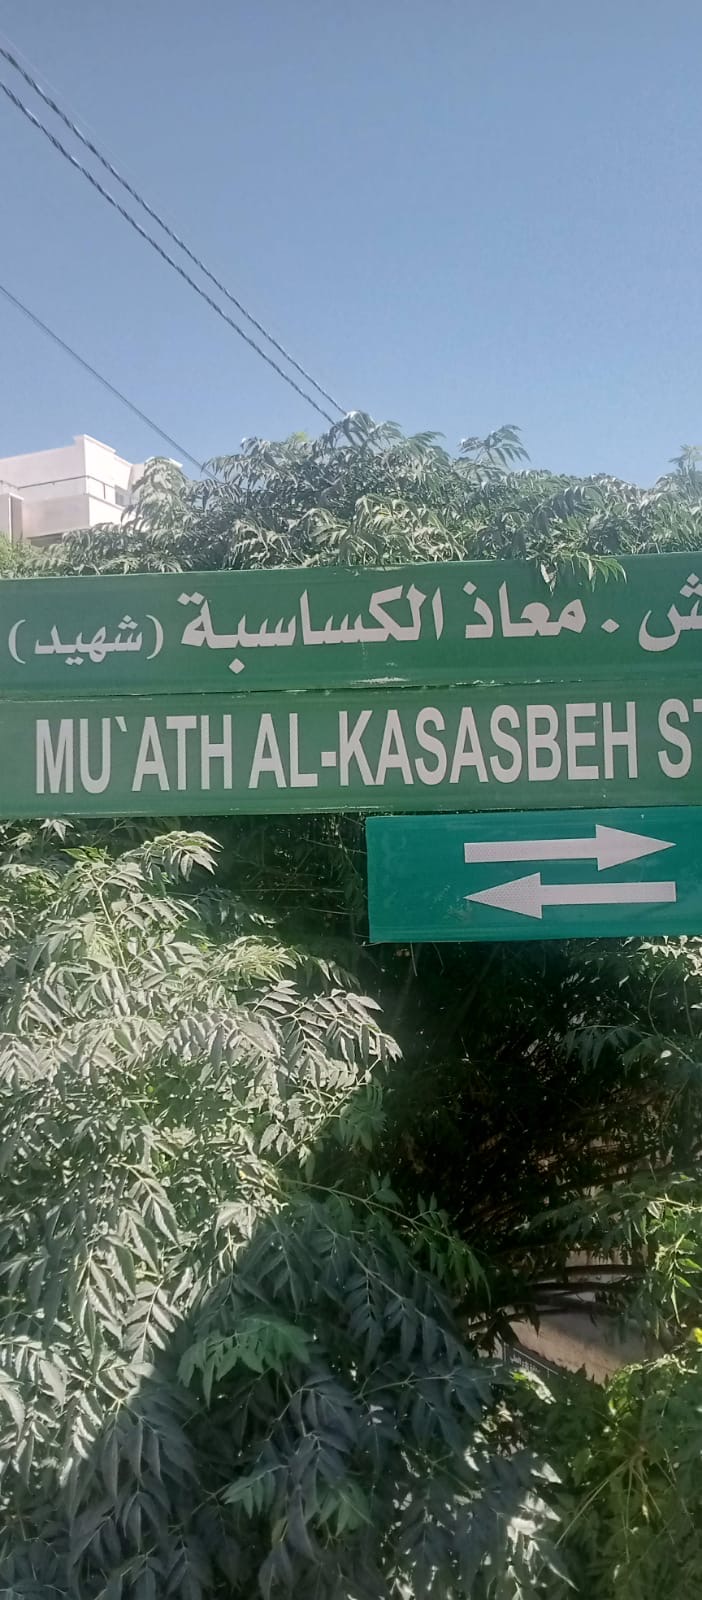 ش . معاذ الكساسبة (شهيد)
MU`ATH AL-KASASBEH ST